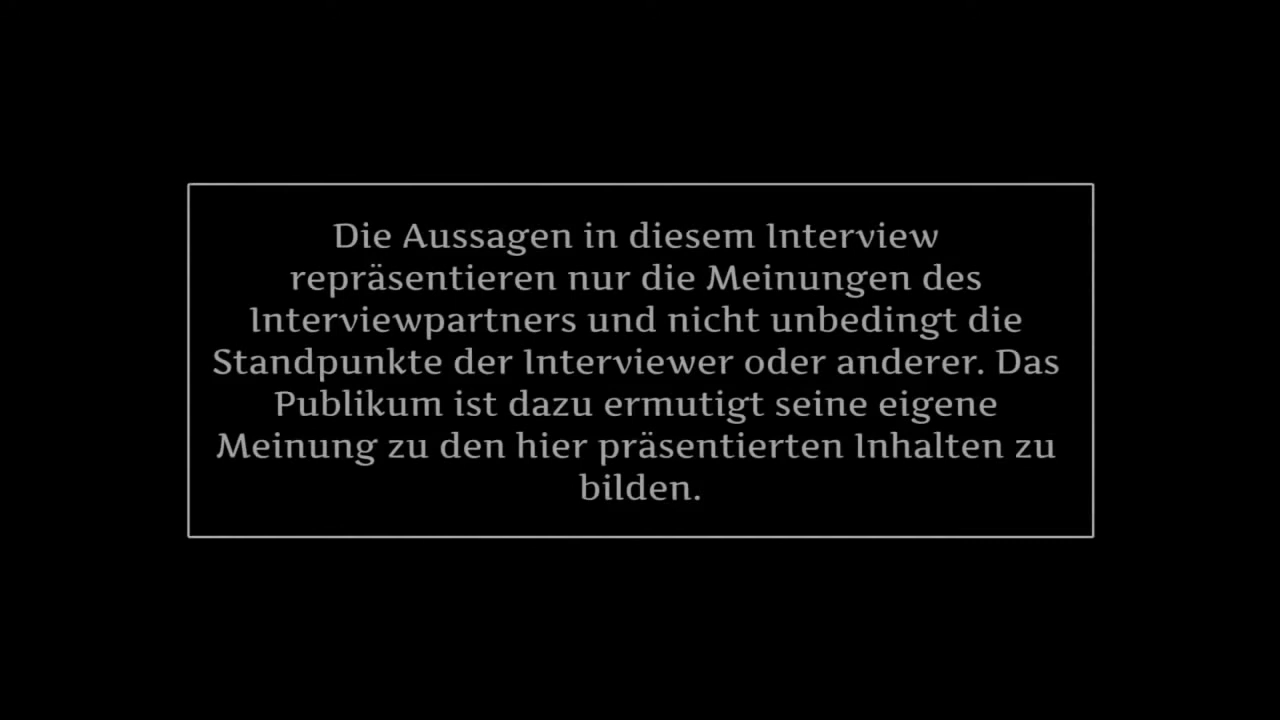 Die Aussagen in diesem Interview
repräsentieren nur die Meinungen des
Interviewpartners und nicht unbedingt die
Standpunkte der Interviewer oder anderer. Das
Publikum ist dazu ermutigt seine eigene
Meinung zu den hier präsentierten Inhalten zu
bilden.